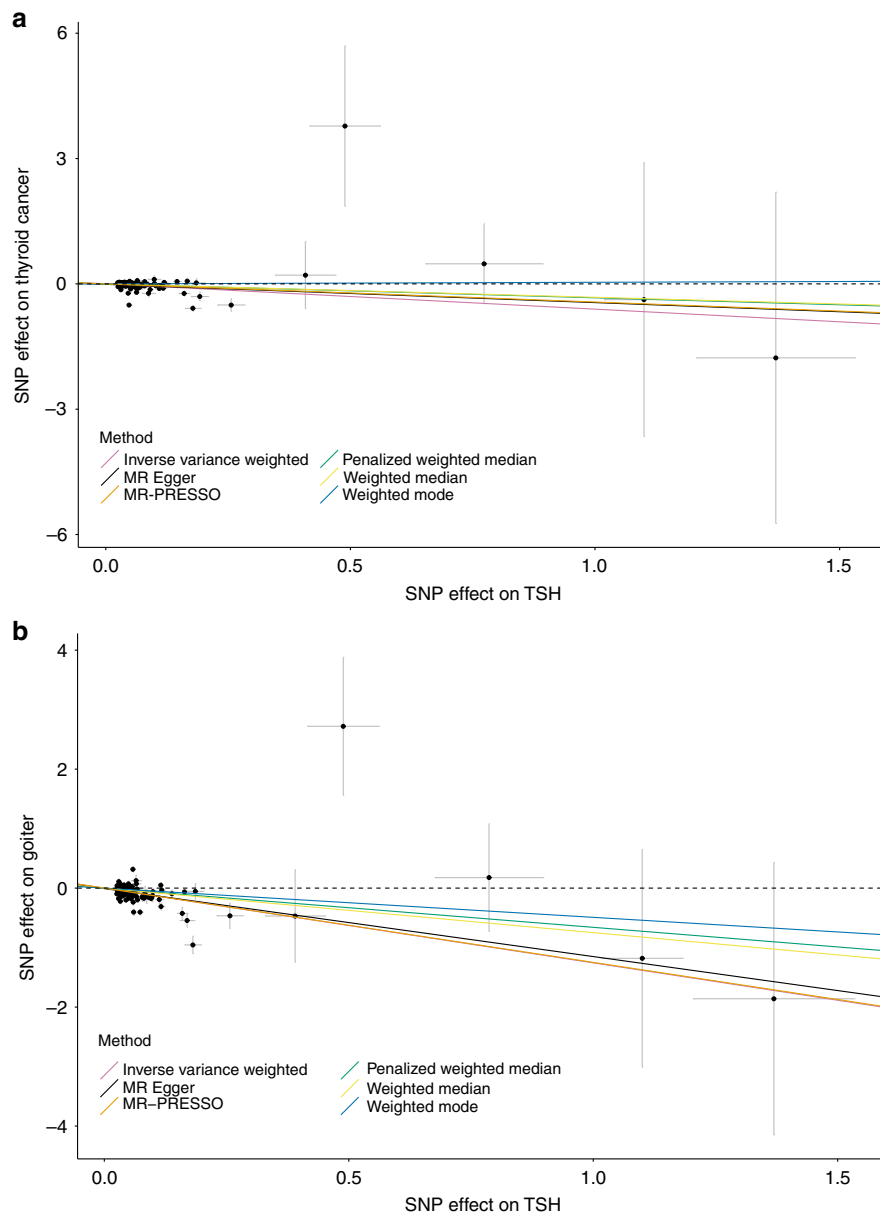 a
6
3
0
−3
−6
SNP effect on thyroid cancer
Method
Inverse variance weighted
MR Egger
MR-PRESSO
Penalized weighted median
Weighted median
Weighted mode
0.0
0.5
1.0
1.5
SNP effect on TSH
b
4
2
0
−2
−4
SNP effect on goiter
Method
Inverse variance weighted
MR Egger
MR−PRESSO
Penalized weighted median
Weighted median
Weighted mode
0.0
0.5
1.0
1.5
SNP effect on TSH